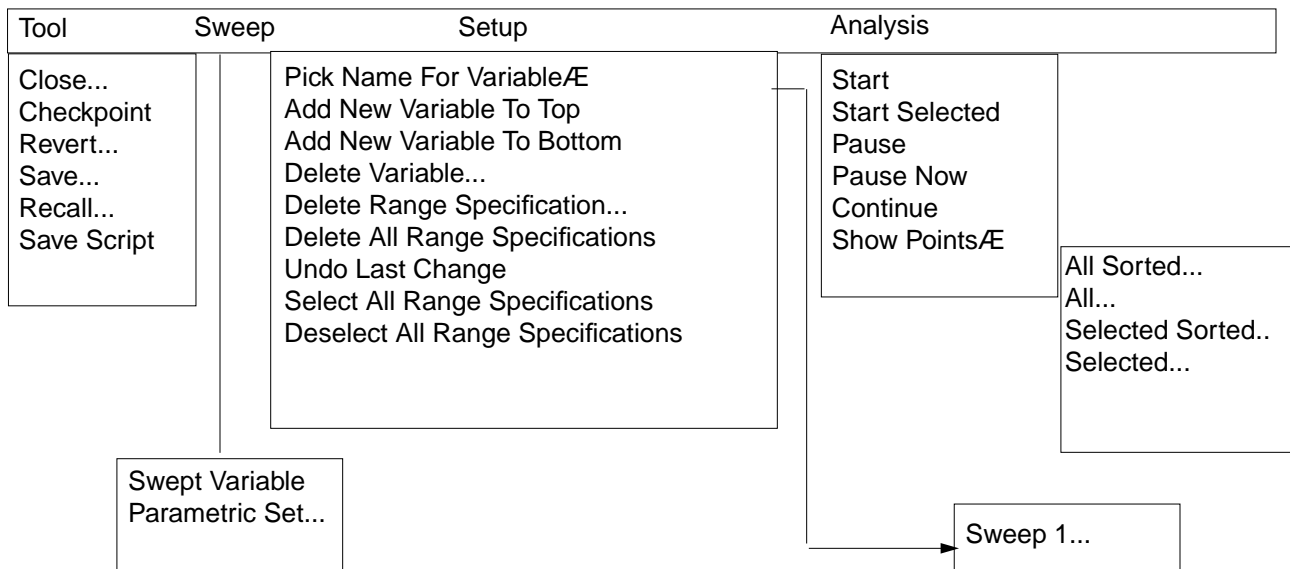 Tool Sweep Setup Analysis
Close...
Checkpoint
Revert...
Save...
Recall...
Save Script
Pick Name For VariableÆ
Add New Variable To Top
Add New Variable To Bottom
Delete Variable...
Delete Range Specification...
Delete All Range Specifications
Undo Last Change
Select All Range Specifications
Deselect All Range Specifications
Start
Start Selected
Pause
Pause Now
Continue
Show PointsÆ
All Sorted...
All...
Selected Sorted..
Selected...
Swept Variable
Parametric Set...
Sweep 1...